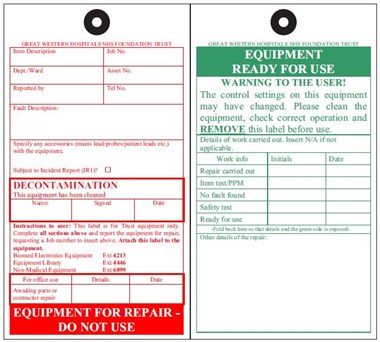 GREAT WESTERN HOSPITALS NHS FOUNDATION TRUST
Item Description Job No.
Dept./Ward Asset No.
Reported by Tel No.
Fault Description:
Specify any accessories (mains lead/probes/patient leads etc.)
with the equipment.
Subject to Incident Report (IR1)?
DECONTAMINATION
This equipment has been cleaned
Name Signed Date
Instructions to user: This label is for Trust equipment only.
Complete all sections above and report the equipment for repair,
requesting a Job number to insert above. Attach this label to the
equipment.
Biomed Electronics Equipment Ext 4213
Equipment Library Ext 4446
Non-Medical Equipment Ext 6099
For office use Details Date
Awaiting parts or
contractor repair
EQUIPMENT FOR REPAIR -
DO NOT USE
GREAT WESTERN HOSPITALS NHS FOUNDATION TRUST
EQUIPMENT
READY FOR USE
WARNING TO THE USER!
The control settings on this equipment
may have changed. Please clean the
equipment, check correct operation and
REMOVE this label before use.
Details of work carried out. Insert N/A if not
applicable.
Work info Initials Date
Repair carried out
Item test/PPM
No fault found
Safety test
Ready for use
-Fold back here so that details and the green side is exposed-
Other details of the repair: